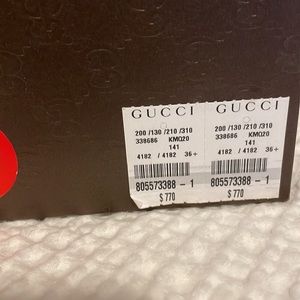 GUCCI GUCCI
200 /130 /210 /310 200 /130 /210 /310
338686 KMQ20 338686 KMQ20
141 141
4182 / 4182 36+ 4182 / 4182 36+
805573388 - 1 805573388 - 1
$ 770 $ 770